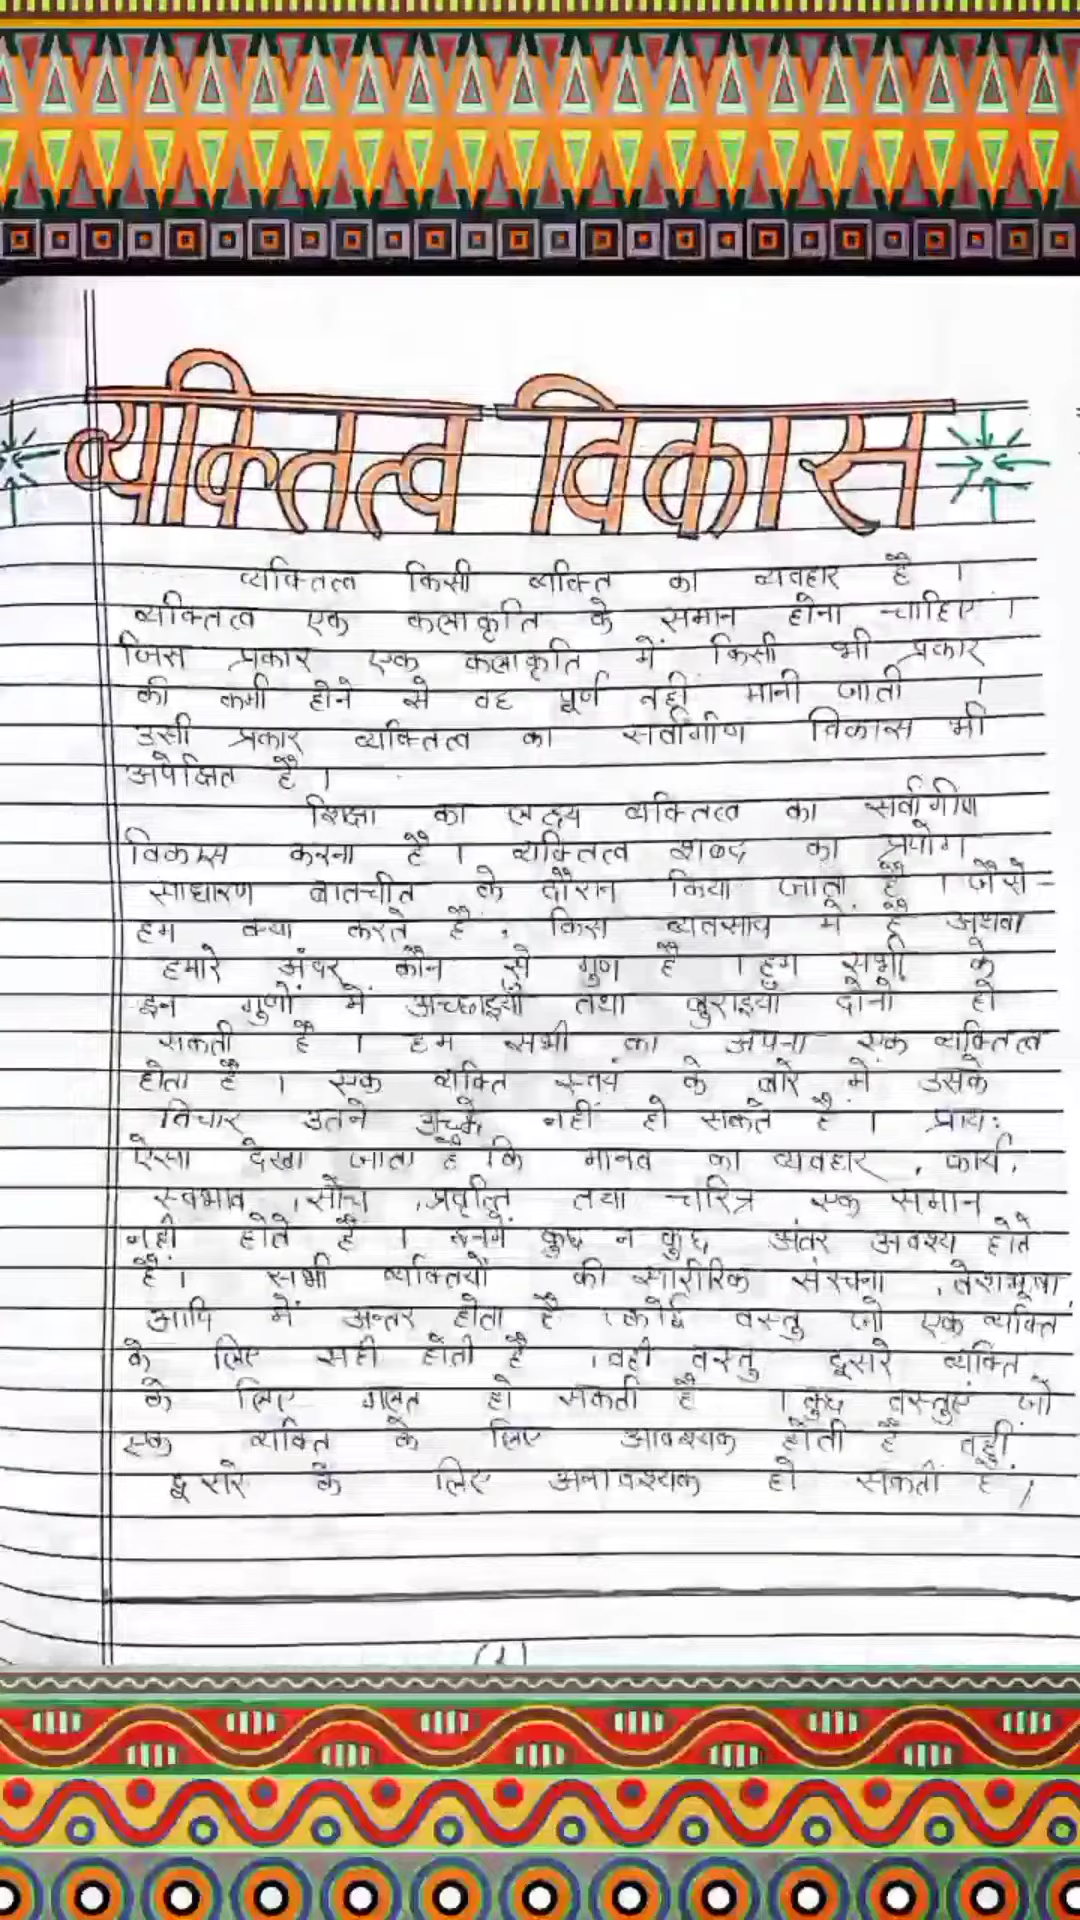 व्यक्तित्व विकास
व्यक्तित्व किसी व्यक्ति का व्यवहार है ।
व्यक्तित्व एक कलाकृति के समान होना चाहिए ।
जिस प्रकार एक कलाकृति में किसी भी प्रकार
की कमी होने से वह पूर्ण नहीं मानी जाती ।
उसी प्रकार व्यक्तित्व का सर्वांगीण विकास भी
अपेक्षित है ।
शिक्षा का लक्ष्य व्यक्तित्व का सर्वांगीण
विकास करना है । व्यक्तित्व शब्द का प्रयोग
साधारण बातचीत के दौरान किया जाता है । जैसे-
हम क्या करते है , किस व्यवसाय में है अथवा
हमारे अंदर कौन से गुण है । हम सभी के
इन गुणों में अच्छाइयाँ तथा बुराइयाँ दोनों हो
सकती है । हम सभी का अपना एक व्यक्तित्व
होता है । एक व्यक्ति स्वयं के बारे में उसके
विचार उतने अच्छे नहीं हो सकते है । प्राय:
ऐसा देखा जाता है कि मानव का व्यवहार , कार्य,
स्वभाव , सोच , प्रवृत्ति तथा चरित्र एक समान
नही होते है । इनमें कुछ न कुछ अंतर अवश्य होते
है । सभी व्यक्तियों की शारीरिक संरचना , वेशभूषा,
आदि में अन्तर होता है । कोई वस्तु जो एक व्यक्ति
के लिए सही होती है , वही वस्तु दूसरे व्यक्ति
के लिए गलत हो सकती है । कुछ वस्तुएं जो
एक व्यक्ति के लिए आवश्यक होती है वहीं
दूसरे के लिए अनावश्यक हो सकती है ।
(1)